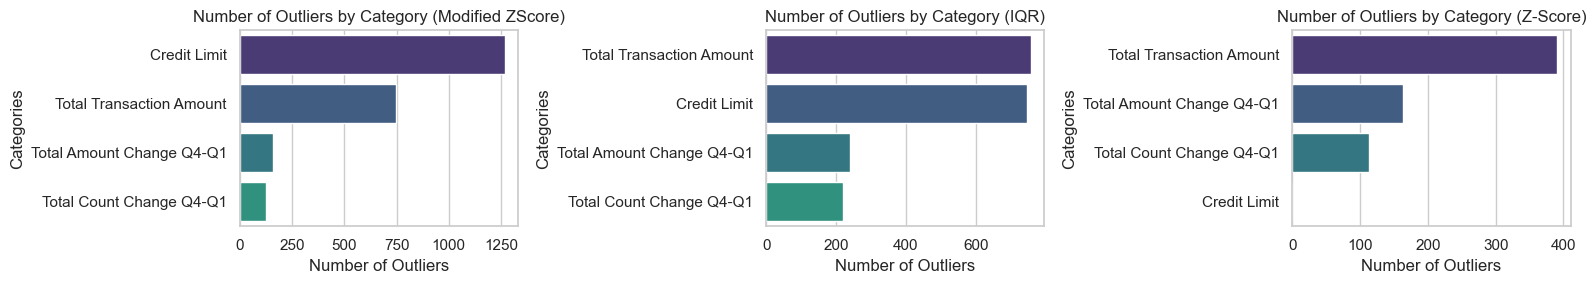 Number of Outliers by Category (Modified ZScore)
Categories
Credit Limit
Total Transaction Amount
Total Amount Change Q4-Q1
Total Count Change Q4-Q1
0 250 500 750 1000 1250
Number of Outliers
Number of Outliers by Category (IQR)
Categories
Total Transaction Amount
Credit Limit
Total Amount Change Q4-Q1
Total Count Change Q4-Q1
0 200 400 600
Number of Outliers
Number of Outliers by Category (Z-Score)
Categories
Total Transaction Amount
Total Amount Change Q4-Q1
Total Count Change Q4-Q1
Credit Limit
0 100 200 300 400
Number of Outliers